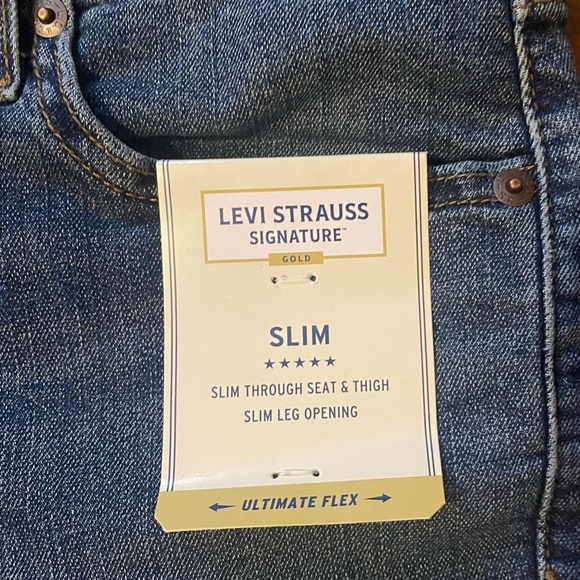 LEVI STRAUSS
SIGNATURE™
GOLD
SLIM
★★★★★
SLIM THROUGH SEAT & THIGH
SLIM LEG OPENING
← ULTIMATE FLEX →